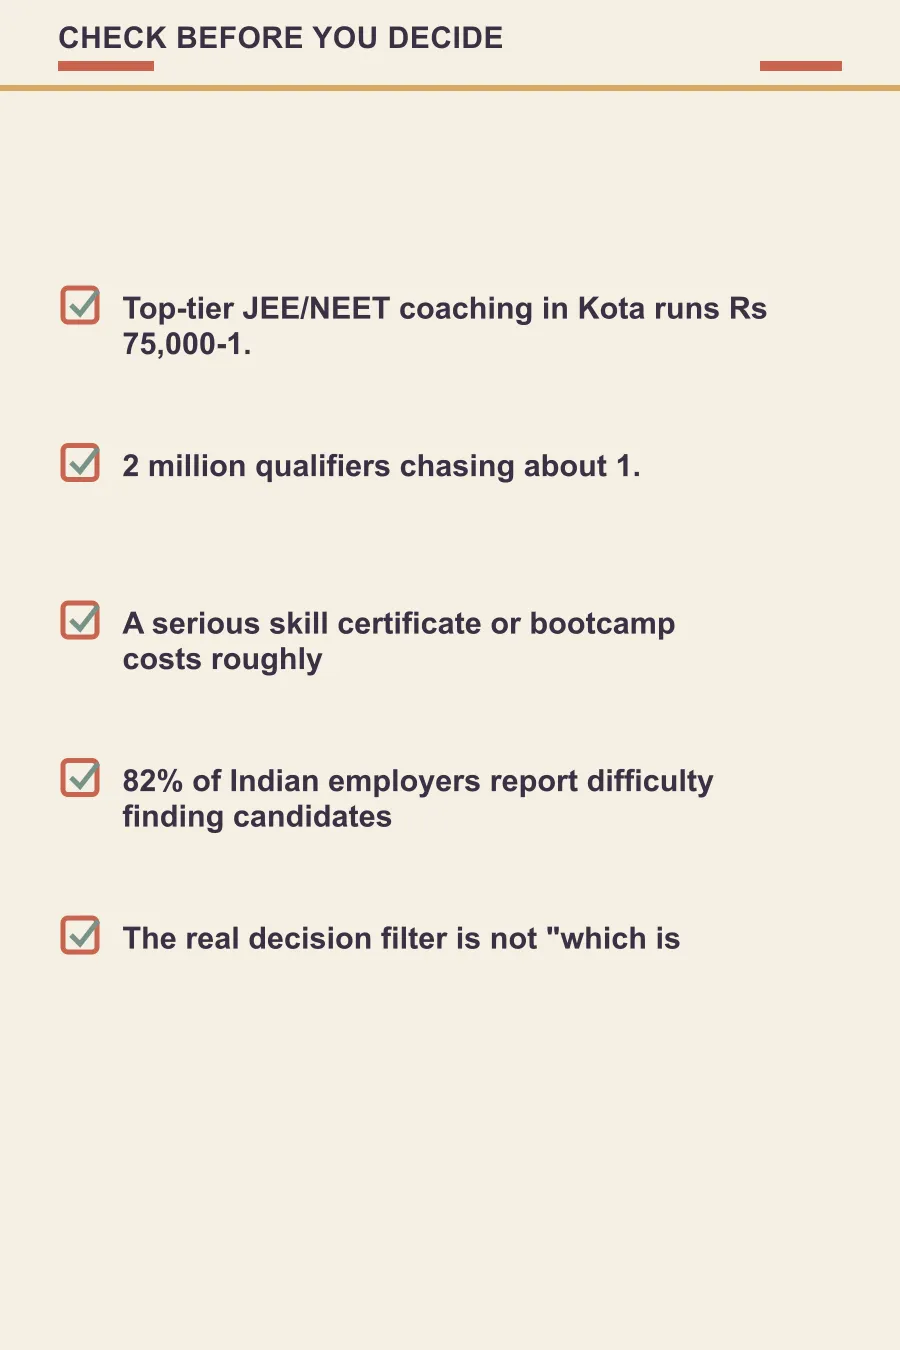 CHECK BEFORE YOU DECIDE
Top-tier JEE/NEET coaching in Kota runs Rs
75,000-1.
2 million qualifiers chasing about 1.
A serious skill certificate or bootcamp
costs roughly
82% of Indian employers report difficulty
finding candidates
The real decision filter is not "which is